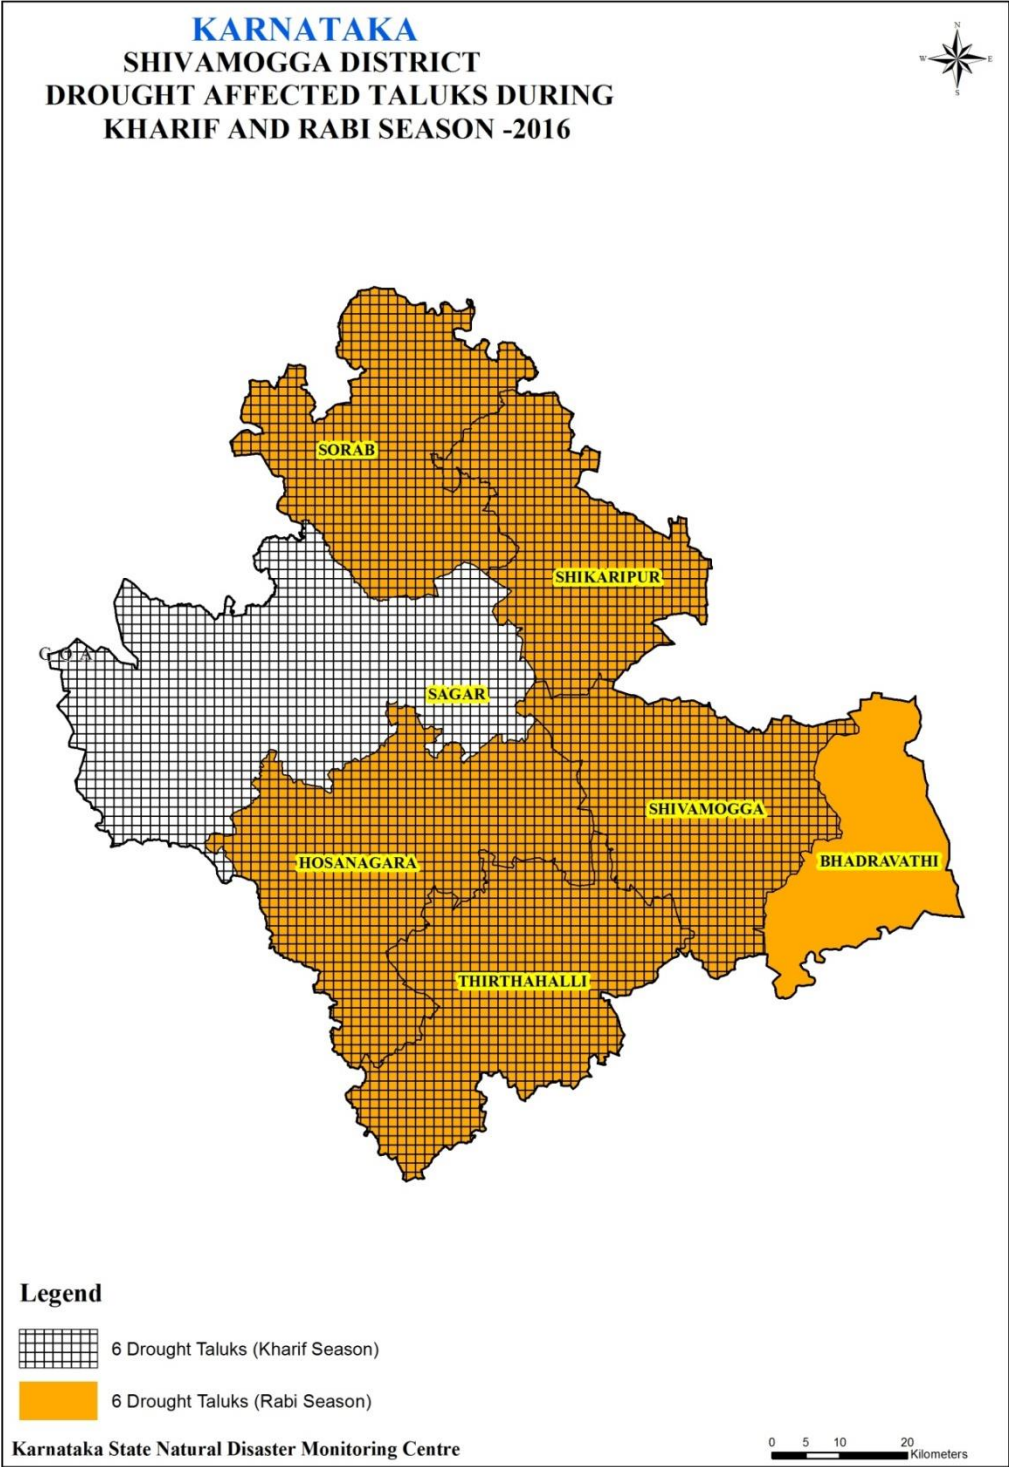 KARNATAKA
SHIVAMOGGA DISTRICT
DROUGHT AFFECTED TALUKS DURING
KHARIF AND RABI SEASON -2016
N
W E
S
SORAB
SHIKARIPUR
GOA
SAGAR
SHIVAMOGGA
BHADRAVATHI
HOSANAGARA
THIRTHAHALLI
Legend
6 Drought Taluks (Kharif Season)
6 Drought Taluks (Rabi Season)
Karnataka State Natural Disaster Monitoring Centre
0 5 10 20
Kilometers